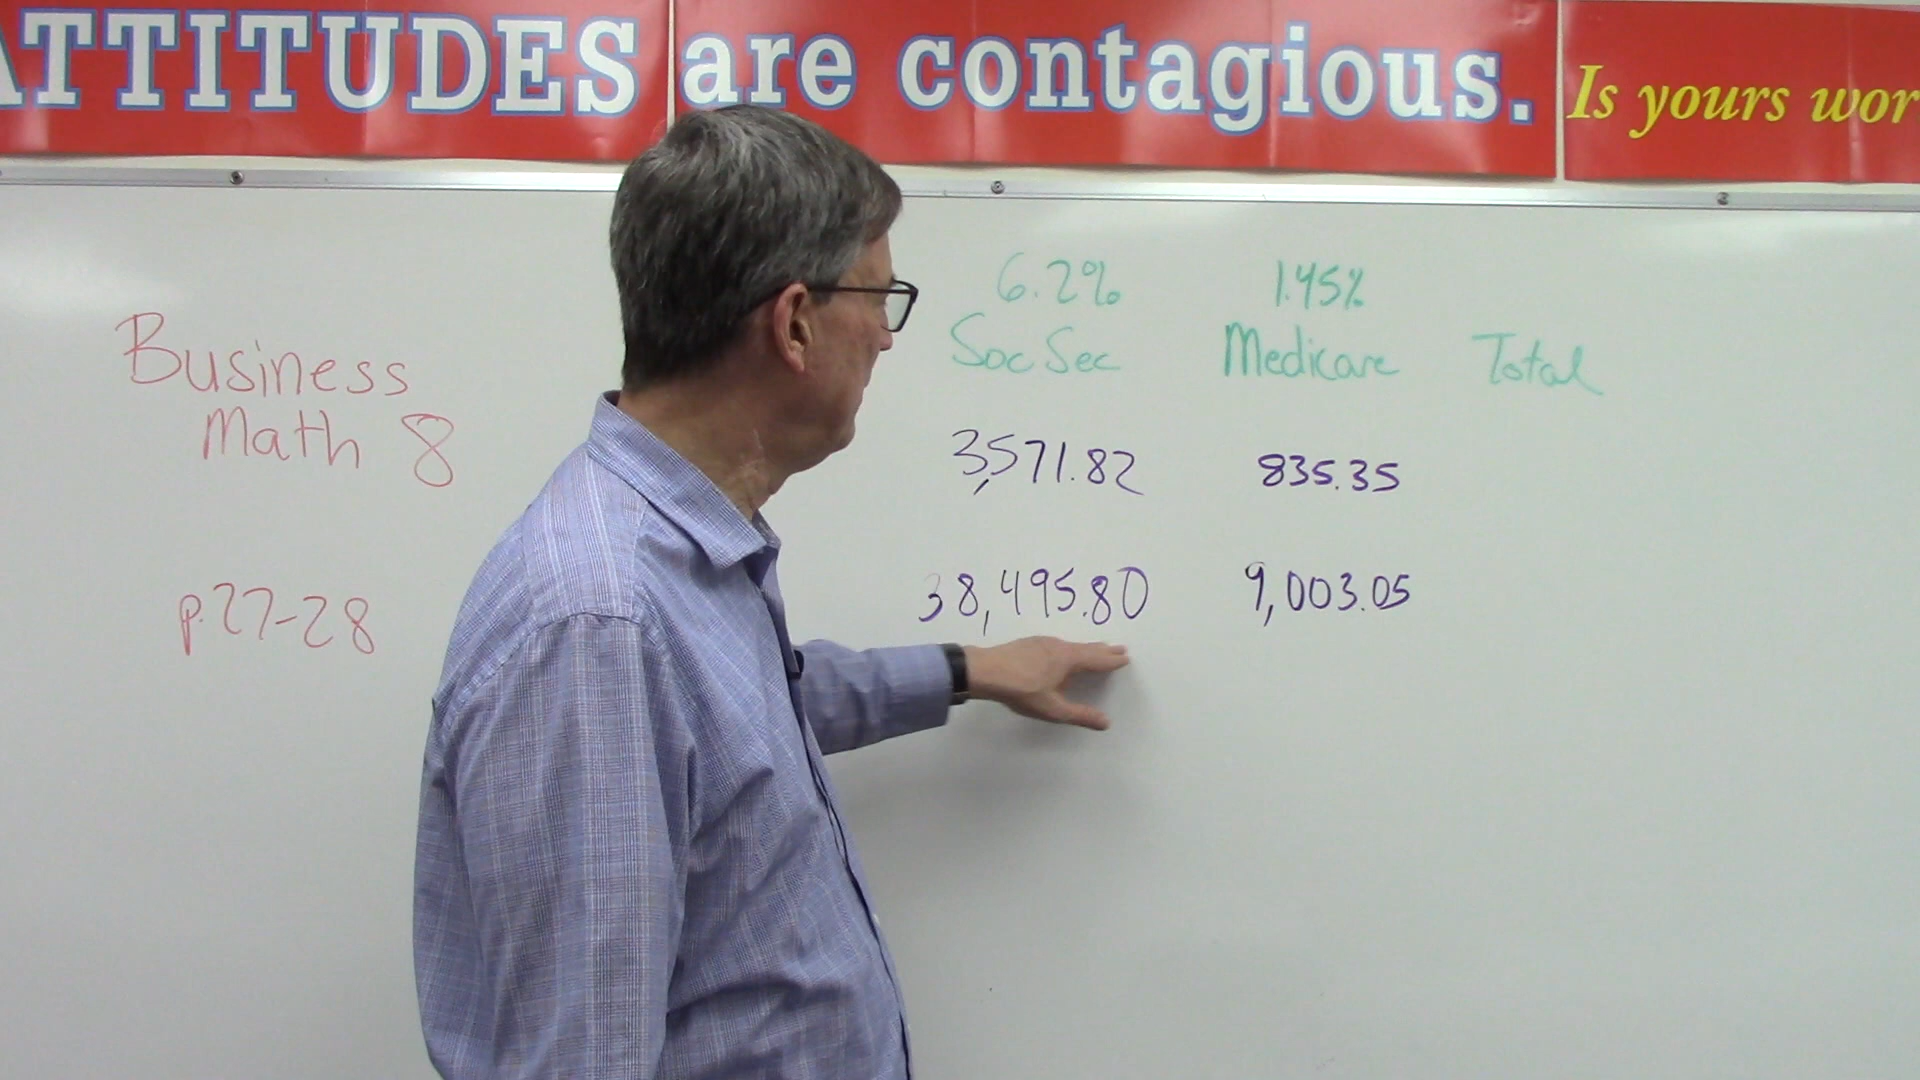 ATTITUDES are contagious.
Is yours wor
Business
Math 8
p.27-28
6.2% 1.45%
Soc Sec Medicare Total
3,571.82 835.35
38,495.80 9,003.05